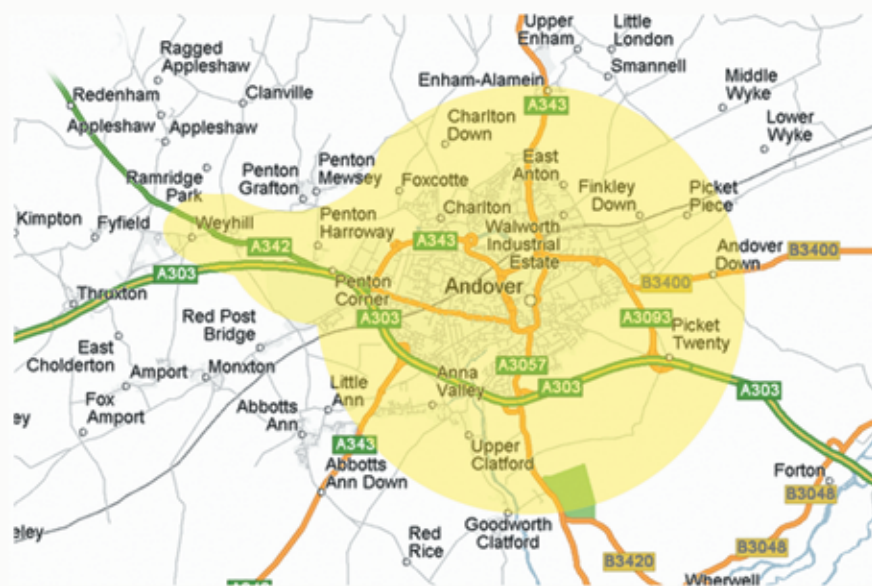 Upper
Enham
Little
London
Ragged
Appleshaw
Smannell
Enham-Alamein
Redenham
Clanville
Middle
Wyke
A343
Appleshaw
Appleshaw
Charlton
Down
Lower
Wyke
Ramridge
Park
Penton
Grafton
Penton
Mewsey
East
Anton
Foxcotte
Finkley
Down
Picket
Piece
Kimpton
Fyfield
Weyhill
Penton
Harroway
Charlton
Walworth
Industrial
Estate
A342
A343
Andover
Down
B3400
A303
Penton
Corner
Andover
B3400
Thruxton
Red Post
Bridge
A303
A3093
Picket
Twenty
East
Cholderton
Amport
Monxton
A3057
A303
A303
Fox
Amport
Little
Ann
Anna
Valley
ey
Abbotts
Ann
A343
Upper
Clatford
Abbotts
Ann Down
Forton
B3048
eley
Red
Rice
Goodworth
Clatford
B3420
B3048
Wherwell